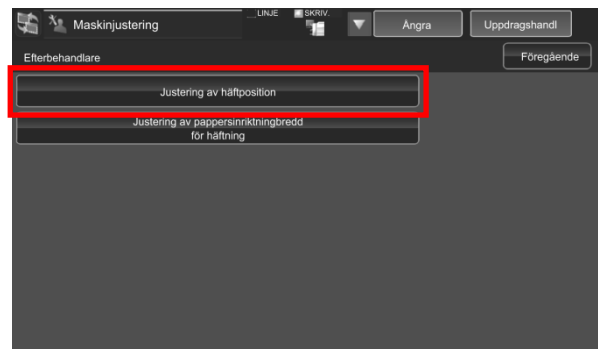 Maskinjustering
LINJE
SKRIV.
Ångra
Uppdragshandl
Efterbehandlare
Föregående
Justering av häftposition
Justering av pappersinriktningbredd
för häftning